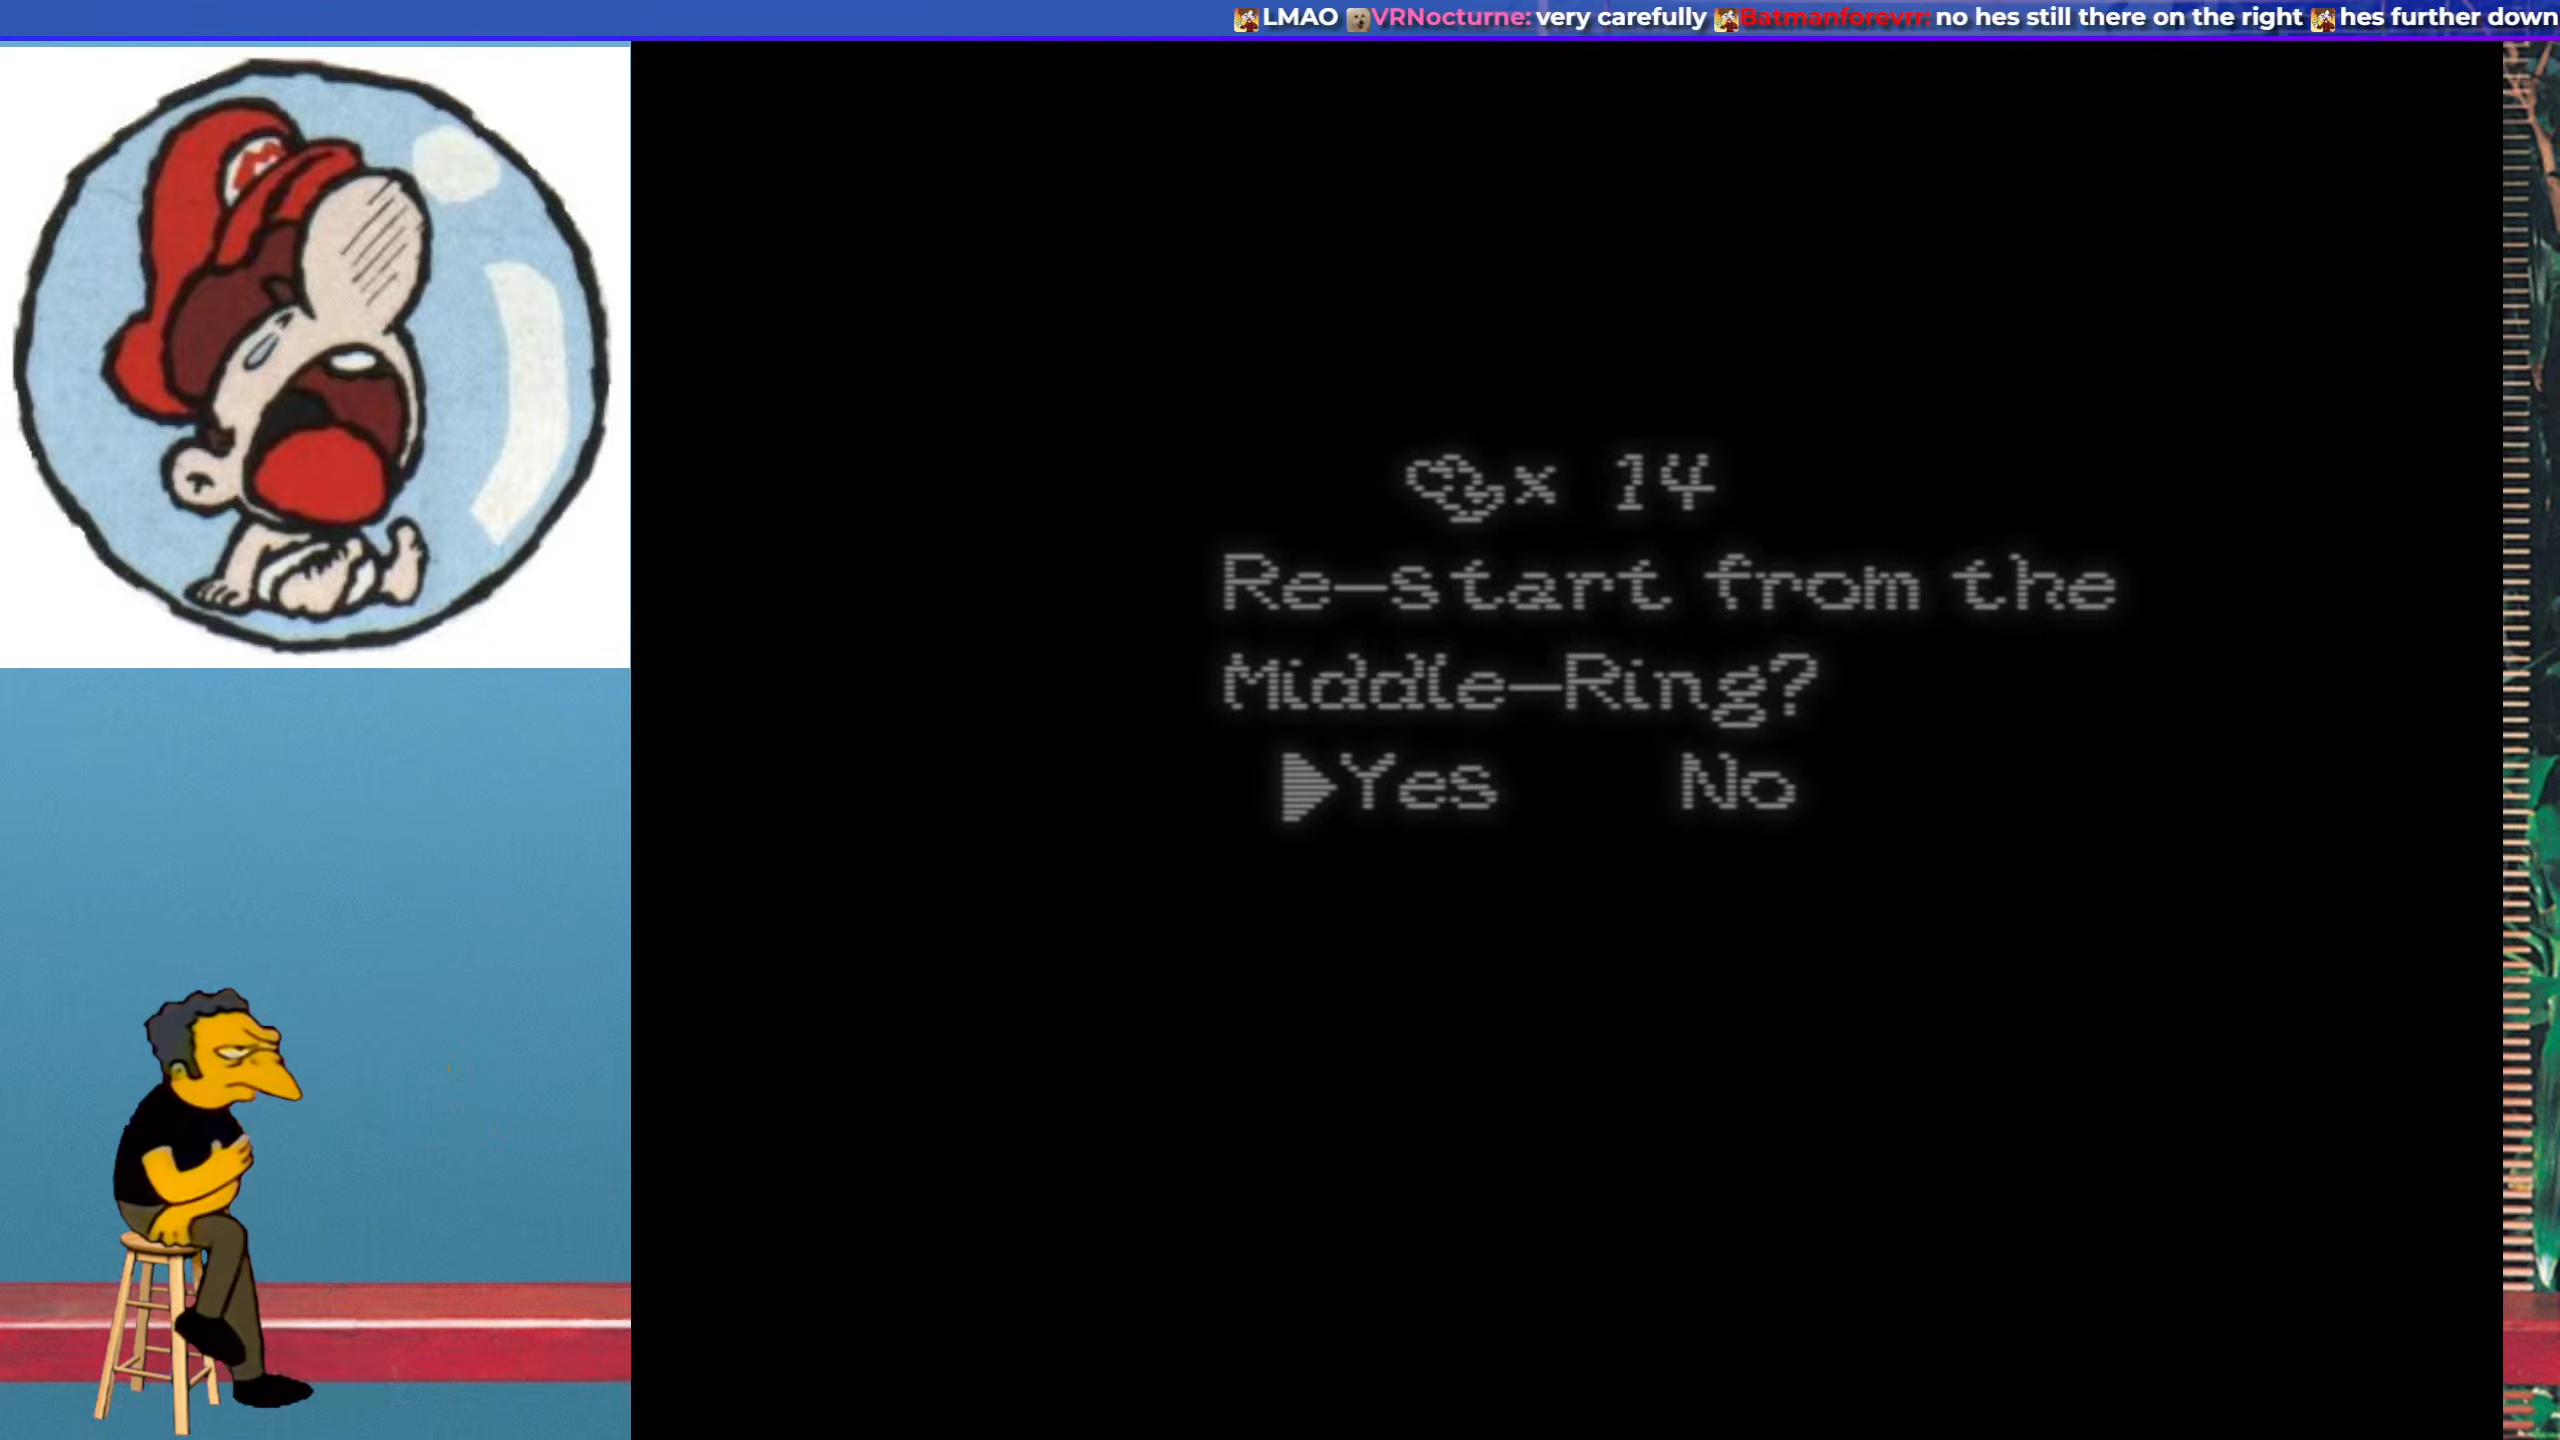 LMAO VRNocturne: very carefully Batmanforevrr: no hes still there on the right hes further down
M
x 14
Re-start from the
Middle-Ring?
▶Yes No